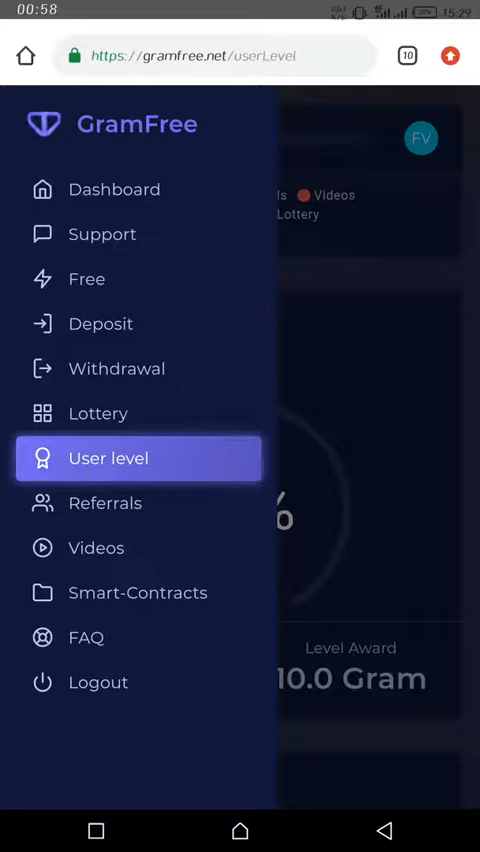 00:58
15:29
https://gramfree.net/userLevel
10
GramFree
FV
Dashboard
ls Videos
Lottery
Support
Free
Deposit
Withdrawal
Lottery
User level
Referrals
%
Videos
Smart-Contracts
FAQ
Level Award
Logout
10.0 Gram